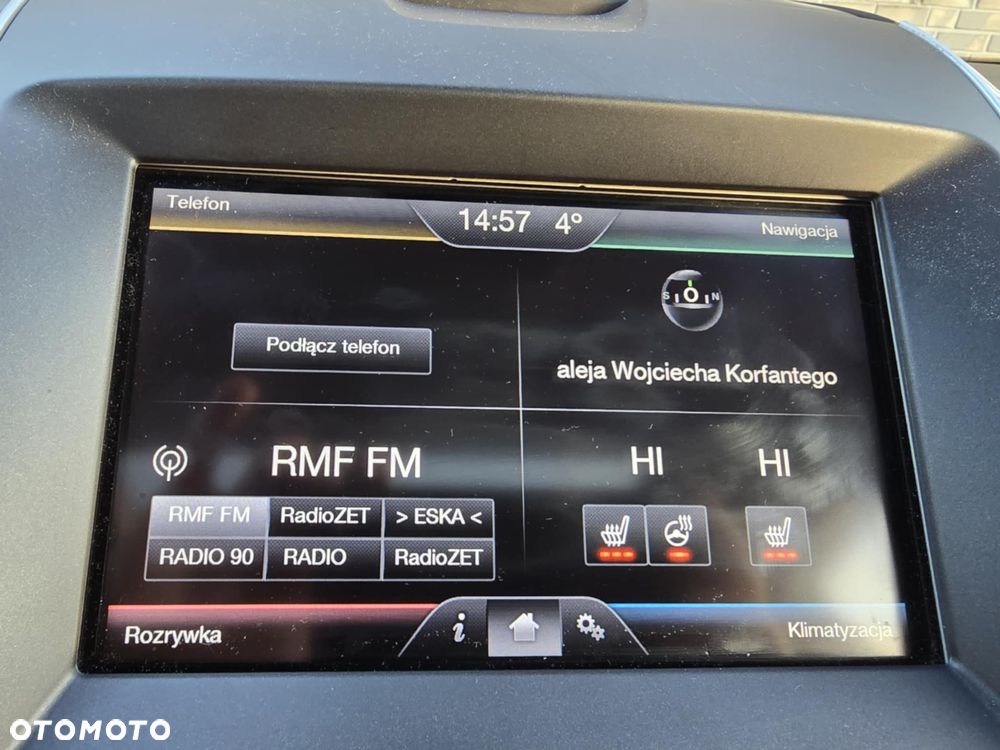 Telefon
14:57 4°
Nawigacja
S O N
Podłącz telefon
aleja Wojciecha Korfantego
RMF FM
HI HI
RMF FM RadioZET > ESKA <
RADIO 90 RADIO RadioZET
Rozrywka
i
Klimatyzacja
OTOMOTO